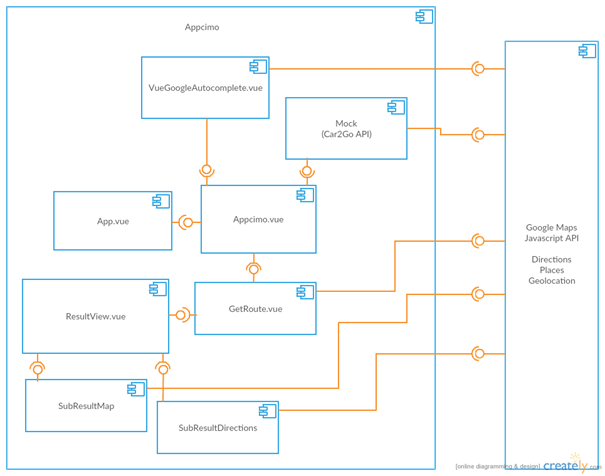 Appcimo
VueGoogleAutocomplete.vue
Mock
(Car2Go API)
App.vue
Appcimo.vue
Google Maps
Javascript API
Directions
Places
Geolocation
ResultView.vue
GetRoute.vue
SubResultMap
SubResultDirections
[online diagramming & design] creately.com